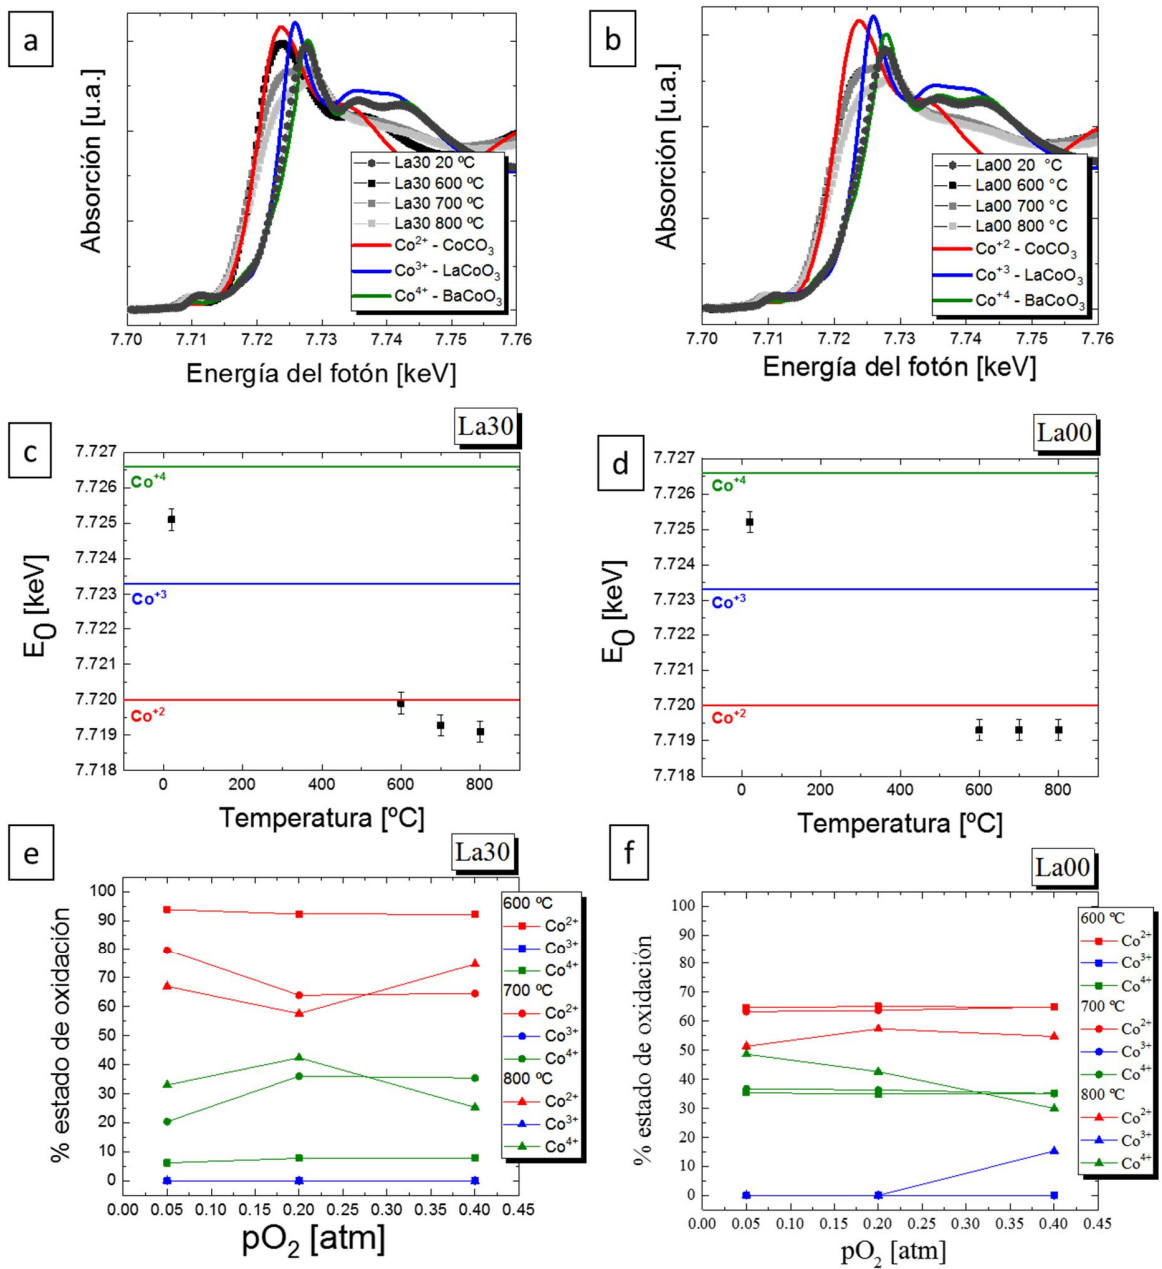 a
Absorción [u.a.]
La30 20 ºC
La30 600 ºC
La30 700 ºC
La30 800 ºC
Co2+ - CoCO3
Co3+ - LaCoO3
Co4+ - BaCoO3
7.70 7.71 7.72 7.73 7.74 7.75 7.76
Energía del fotón [keV]
b
Absorción [u.a.]
La00 20 °C
La00 600 °C
La00 700 °C
La00 800 °C
Co+2 - CoCO3
Co+3 - LaCoO3
Co+4 - BaCoO3
7.70 7.71 7.72 7.73 7.74 7.75 7.76
Energía del fotón [keV]
c
La30
E0 [keV]
7.727
7.726
7.725
7.724
7.723
7.722
7.721
7.720
7.719
7.718
Co+4
Co+3
Co+2
0 200 400 600 800
Temperatura [ºC]
d
La00
E0 [keV]
7.727
7.726
7.725
7.724
7.723
7.722
7.721
7.720
7.719
7.718
Co+4
Co+3
Co+2
0 200 400 600 800
Temperatura [ºC]
e
La30
% estado de oxidación
100
90
80
70
60
50
40
30
20
10
0
600 ºC
Co2+
Co3+
Co4+
700 ºC
Co2+
Co3+
Co4+
800 ºC
Co2+
Co3+
Co4+
0.00 0.05 0.10 0.15 0.20 0.25 0.30 0.35 0.40 0.45
pO2 [atm]
f
La00
% estado de oxidación
100
90
80
70
60
50
40
30
20
10
0
600 ºC
Co2+
Co3+
Co4+
700 ºC
Co2+
Co3+
Co4+
800 ºC
Co2+
Co3+
Co4+
0.00 0.05 0.10 0.15 0.20 0.25 0.30 0.35 0.40 0.45
pO2 [atm]